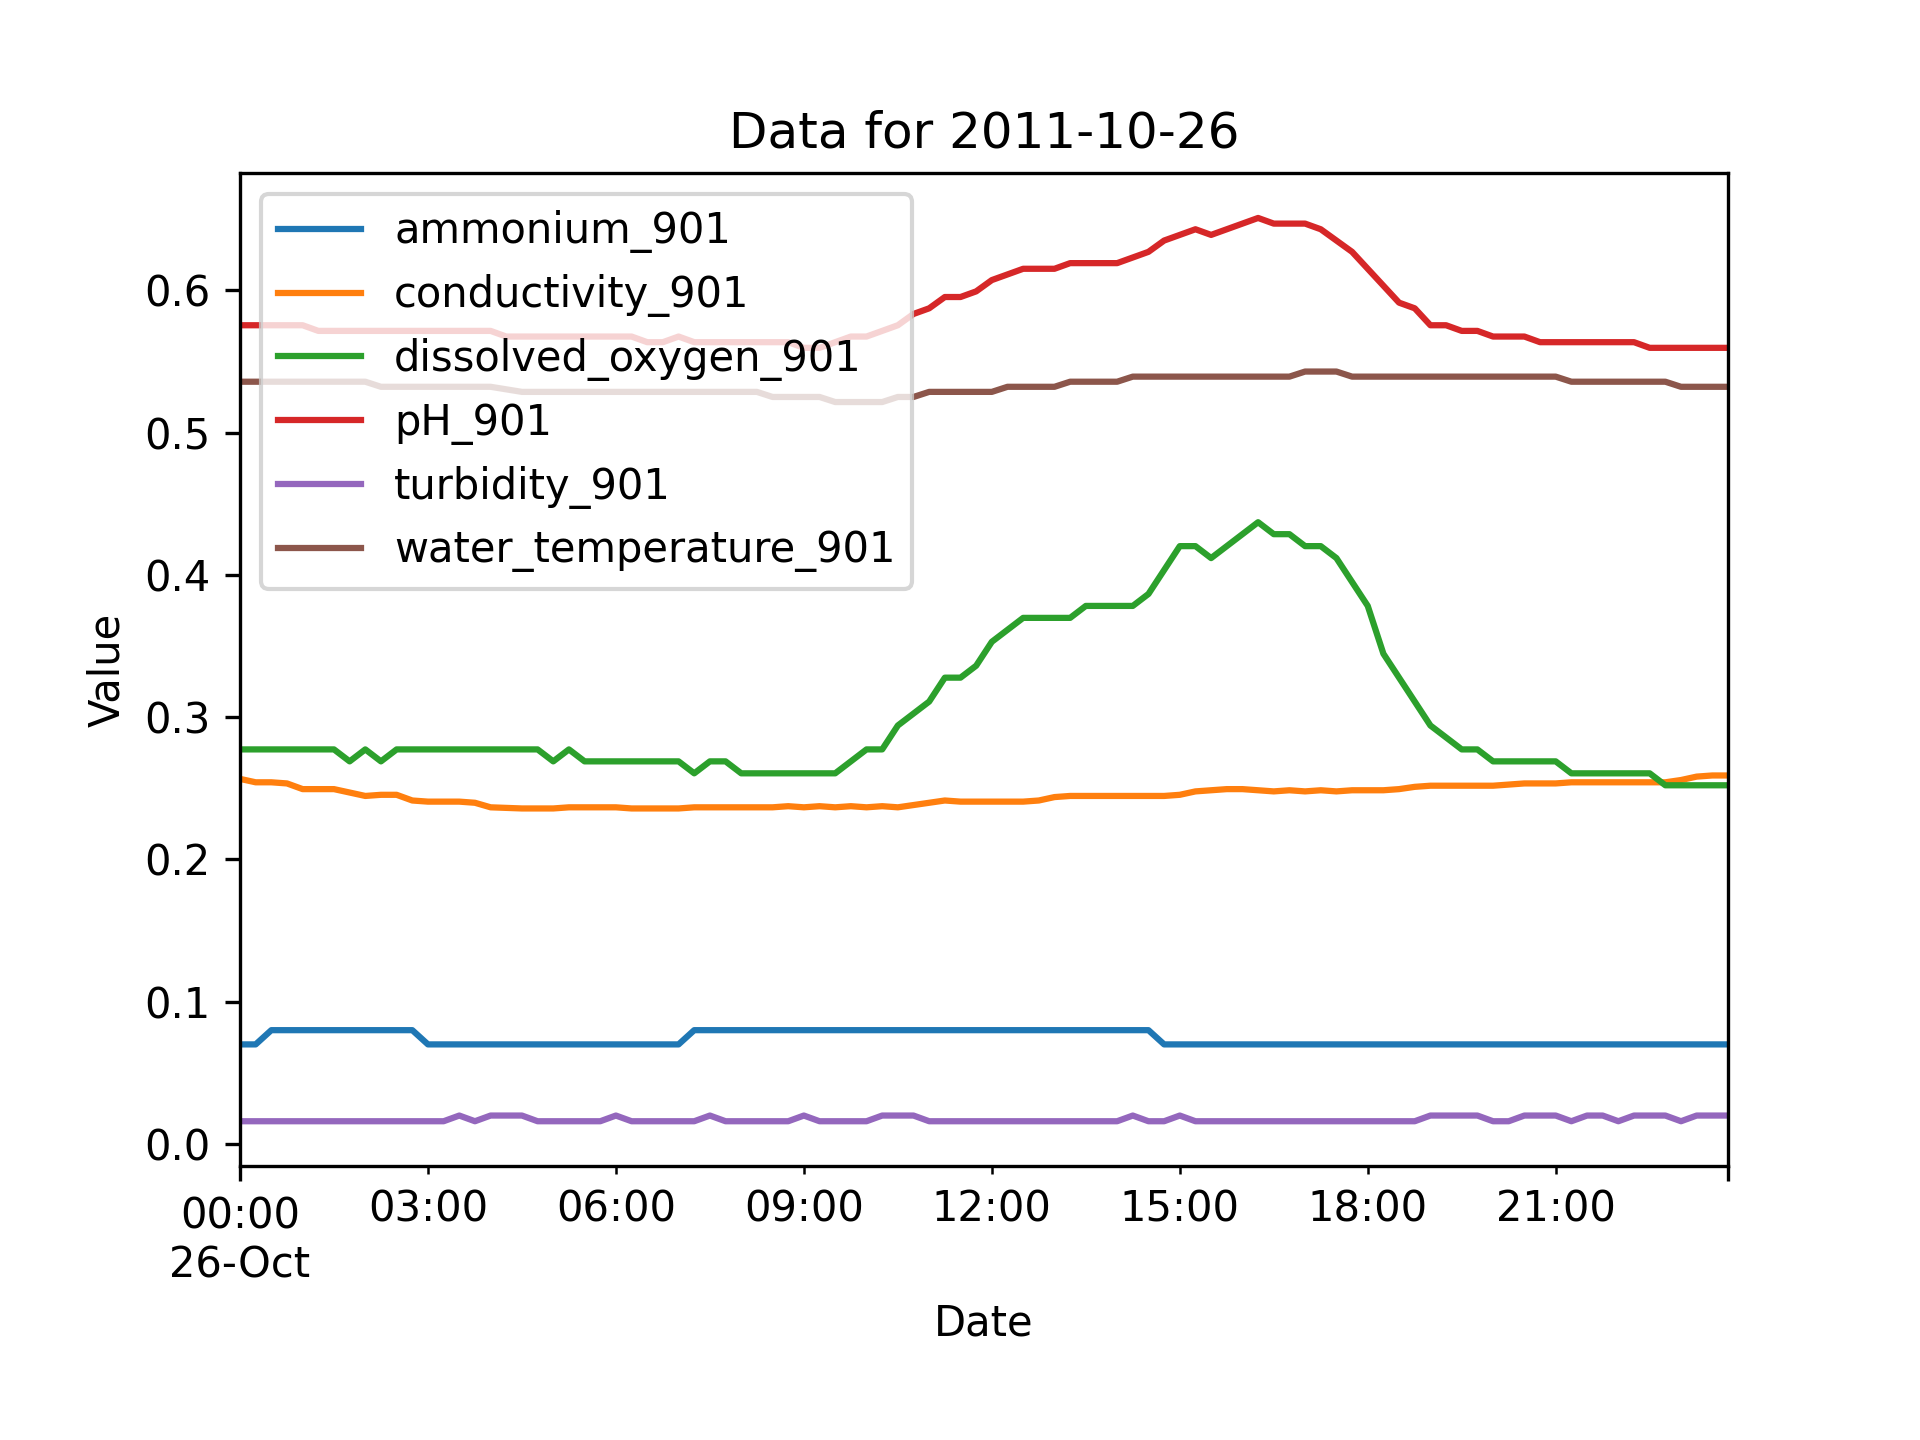 Data for 2011-10-26
ammonium_901
conductivity_901
dissolved_oxygen_901
pH_901
turbidity_901
water_temperature_901
Value
0.6
0.5
0.4
0.3
0.2
0.1
0.0
00:00 03:00 06:00 09:00 12:00 15:00 18:00 21:00
26-Oct
Date